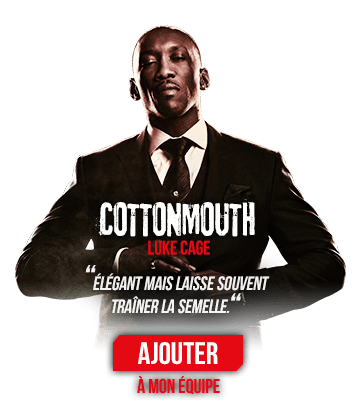 COTTONMOUTH
LUKE CAGE
“ÉLÉGANT MAIS LAISSE SOUVENT
TRAÎNER LA SEMELLE.“
AJOUTER
À MON ÉQUIPE